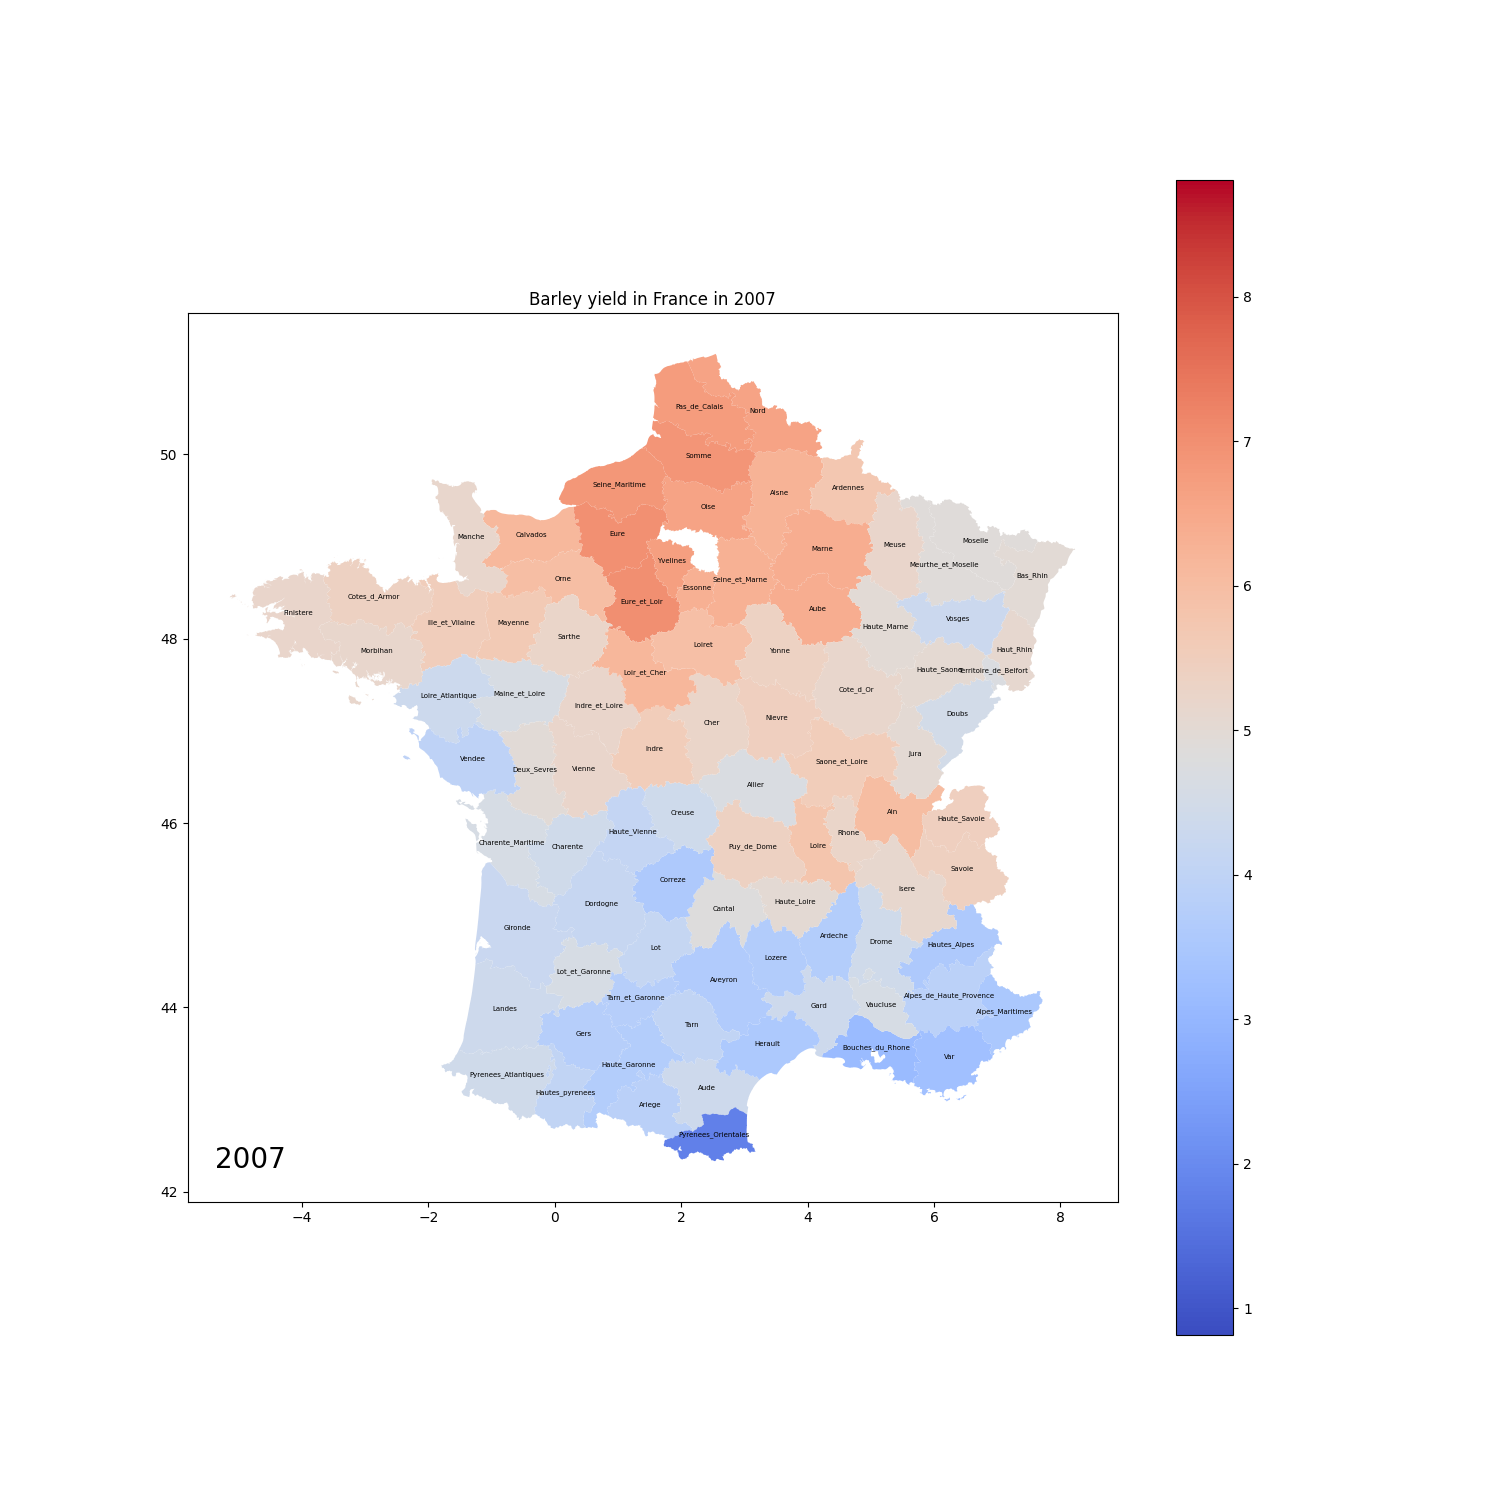 Barley yield in France in 2007
Pas_de_Calais
Nord
Somme
Seine_Maritime
Ardennes
Aisne
Oise
Eure
Calvados
Manche
Moselle
Meuse
Marne
Yvelines
Meurthe_et_Moselle
Bas_Rhin
Seine_et_Marne
Orne
Essonne
Cotes_d_Armor
Eure_et_Loir
Aube
Finistere
Vosges
Ille_et_Vilaine
Mayenne
Haute_Marne
Sarthe
Loiret
Haut_Rhin
Morbihan
Yonne
Haute_Saone
Territoire_de_Belfort
Loir_et_Cher
Cote_d_Or
Loire_Atlantique
Maine_et_Loire
Indre_et_Loire
Doubs
Nievre
Cher
Indre
Jura
Vendee
Saone_et_Loire
Deux_Sevres
Vienne
Allier
Creuse
Ain
Haute_Savoie
Haute_Vienne
Rhone
Charente_Maritime
Charente
Puy_de_Dome
Loire
Savoie
Correze
Isere
Dordogne
Haute_Loire
Cantal
Gironde
Ardeche
Drome
Hautes_Alpes
Lot
Lozere
Lot_et_Garonne
Aveyron
Tarn_et_Garonne
Alpes_de_Haute_Provence
Landes
Gard
Vaucluse
Alpes_Maritimes
Tarn
Gers
Herault
Bouches_du_Rhone
Var
Haute_Garonne
Pyrenees_Atlantiques
Aude
Hautes_pyrenees
Ariege
Pyrenees_Orientales
2007
50
48
46
44
42
−4
−2
0
2
4
6
8
8
7
6
5
4
3
2
1